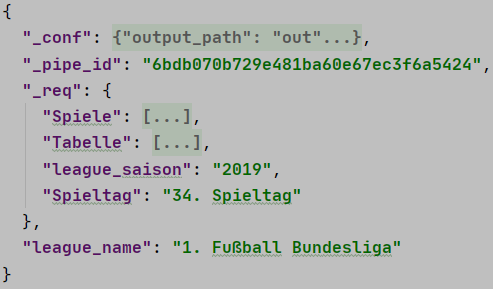 {
"_conf": {"output_path": "out"...},
"_pipe_id": "6bdb070b729e481ba60e67ec3f6a5424",
"_req": {
"Spiele": [...],
"Tabelle": [...],
"league_saison": "2019",
"Spieltag": "34. Spieltag"
},
"league_name": "1. Fußball Bundesliga"
}